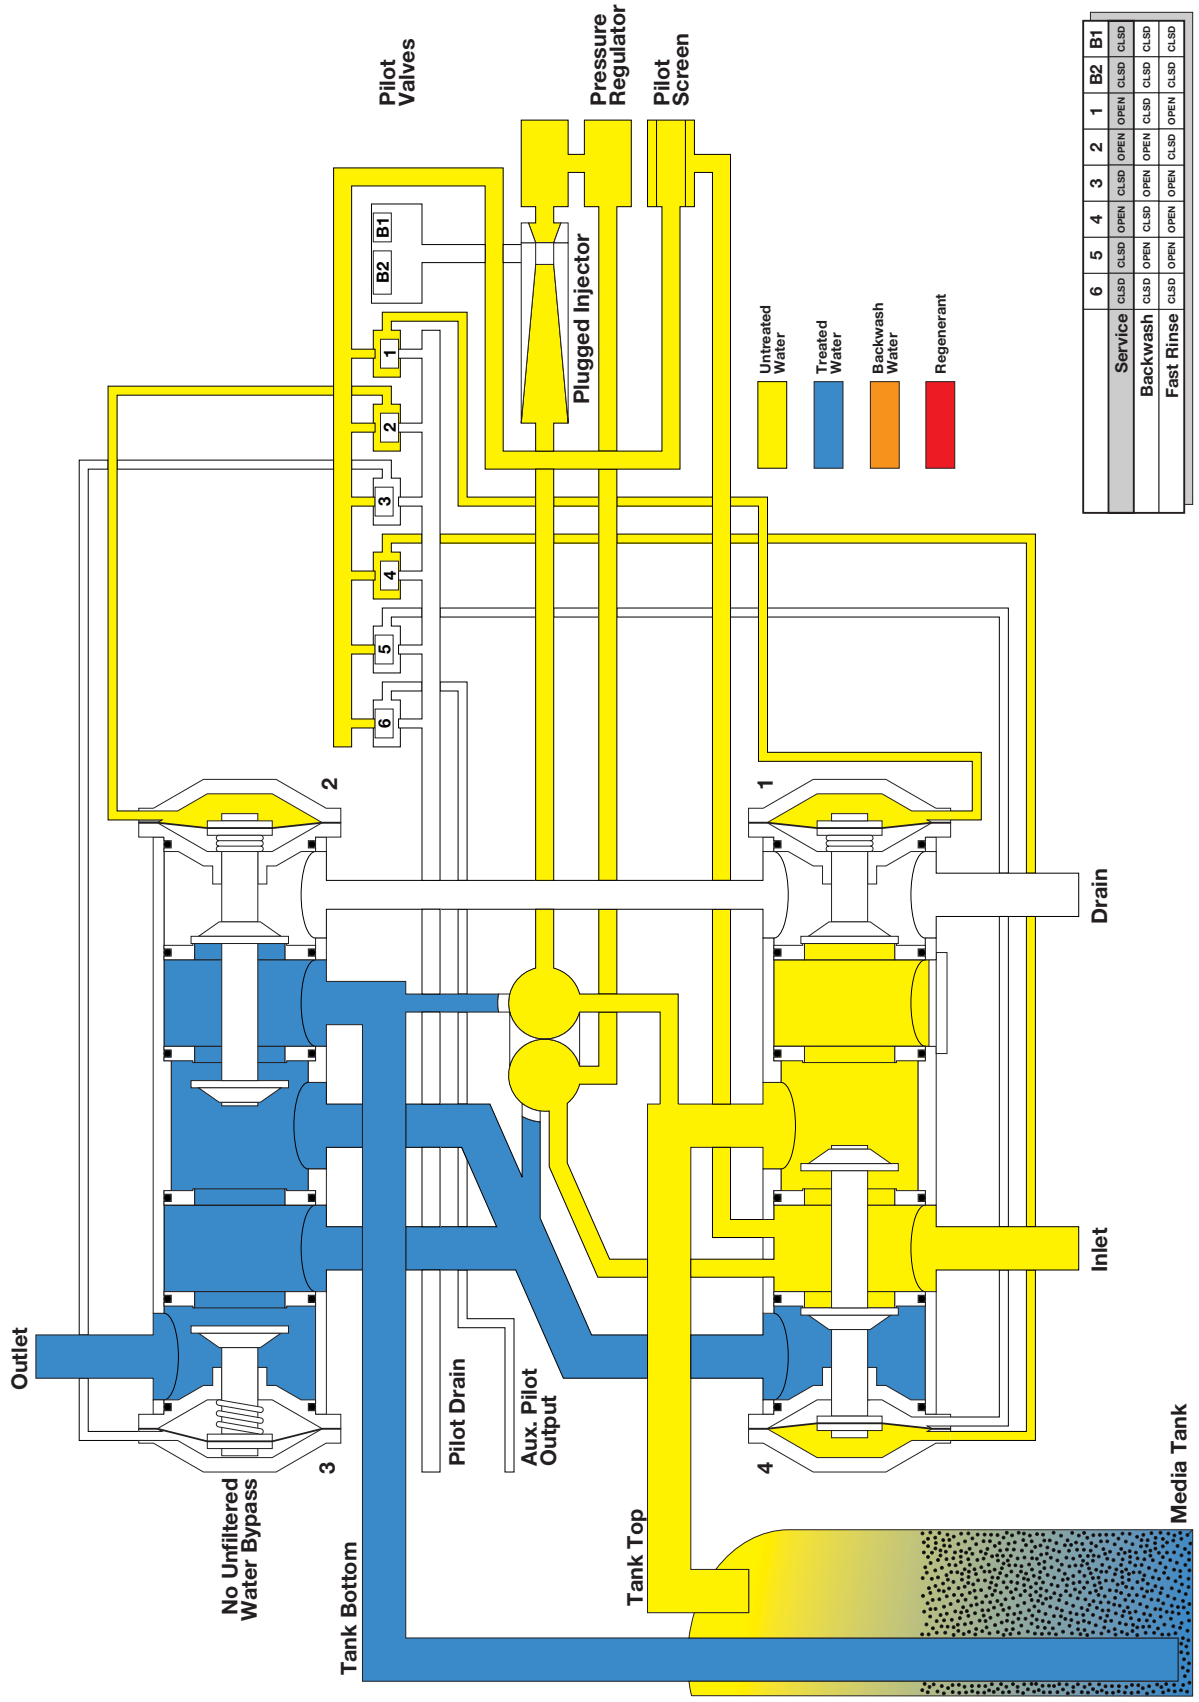 Outlet
No Unfiltered
Water Bypass
3
2
Tank Bottom
Pilot Drain
Aux. Pilot
Output
Tank Top
4
1
Inlet
Drain
Media Tank
Pilot
Valves
6
5
4
3
2
1
B2
B1
Plugged Injector
Pressure
Regulator
Pilot
Screen
Untreated
Water
Treated
Water
Backwash
Water
Regenerant
6 5 4 3 2 1 B2 B1
Service CLSD CLSD OPEN CLSD OPEN OPEN CLSD CLSD
Backwash CLSD OPEN CLSD OPEN OPEN CLSD CLSD CLSD
Fast Rinse CLSD OPEN OPEN OPEN CLSD OPEN CLSD CLSD